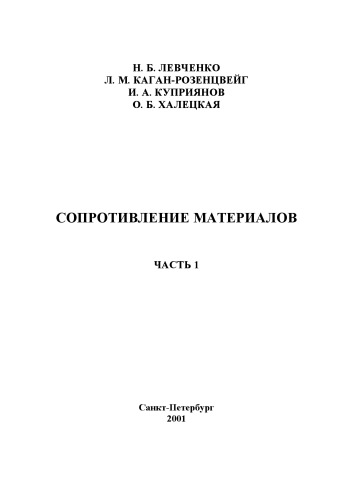 Н. Б. ЛЕВЧЕНКО
Л. М. КАГАН-РОЗЕНЦВЕЙГ
И. А. КУПРИЯНОВ
О. Б. ХАЛЕЦКАЯ
СОПРОТИВЛЕНИЕ МАТЕРИАЛОВ
ЧАСТЬ 1
Санкт-Петербург
2001